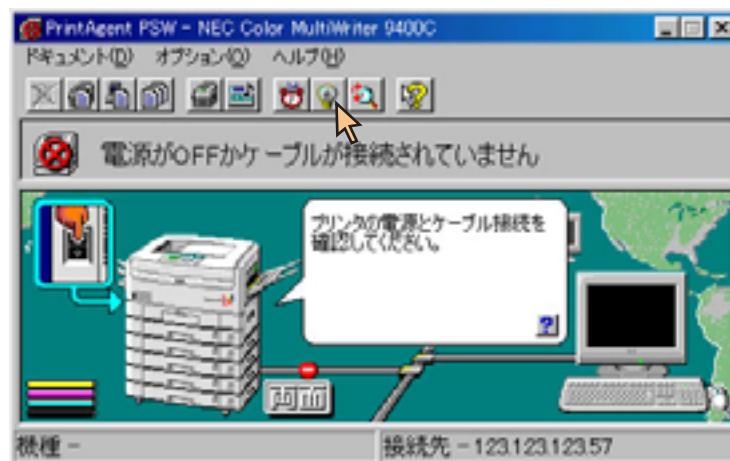 PrintAgent PSW - NEC Color MultiWriter 9400C
ドキュメント(D) オプション(O) ヘルプ(H)
電源がOFFかケーブルが接続されていません
プリンタの電源とケーブル接続を
確認してください。
両面
機種 -
接続先 - 123.123.123.57